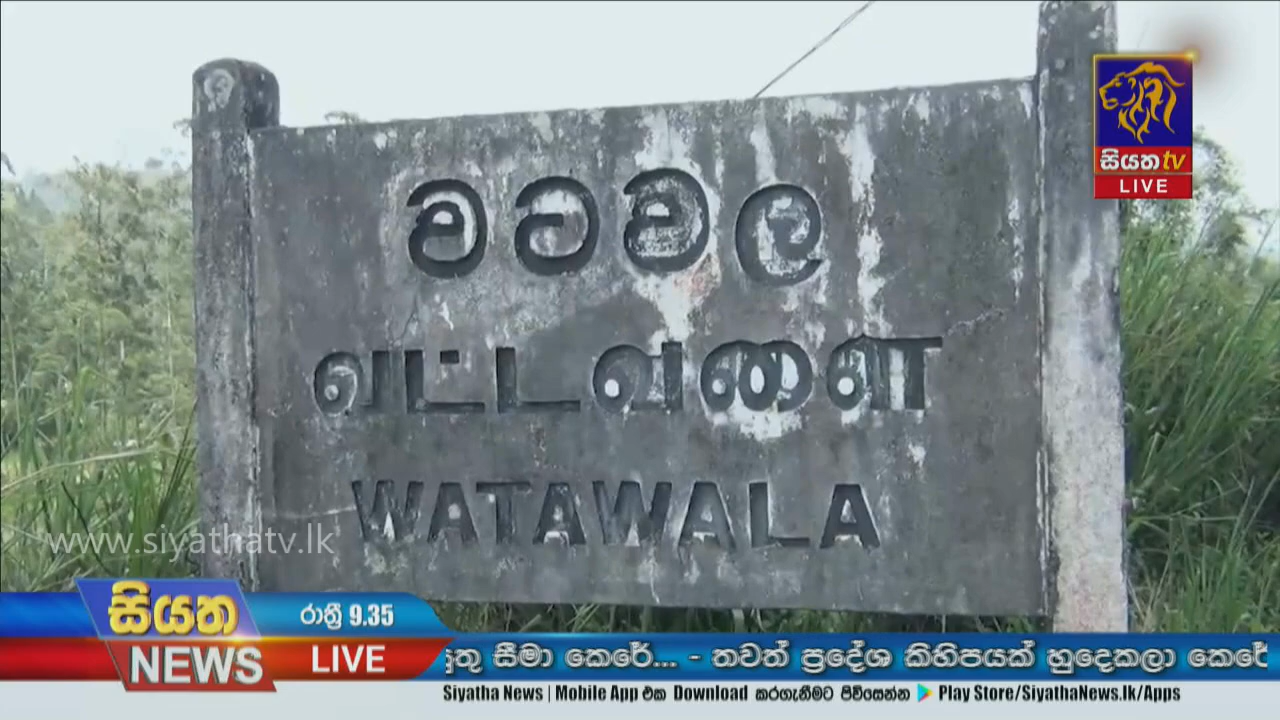 සියත tv
LIVE
වටවල
வட்டவளை
WATAWALA
www.siyathatv.lk
සියත
NEWS
රාත්‍රී 9.35
LIVE
සීමා කෙරේ... - තවත් ප්‍රදේශ කිහිපයක් හුදෙකලා කෙරේ
Siyatha News | Mobile App එක Download කරගැනීමට පිවිසෙන්න Play Store/SiyathaNews.lk/Apps